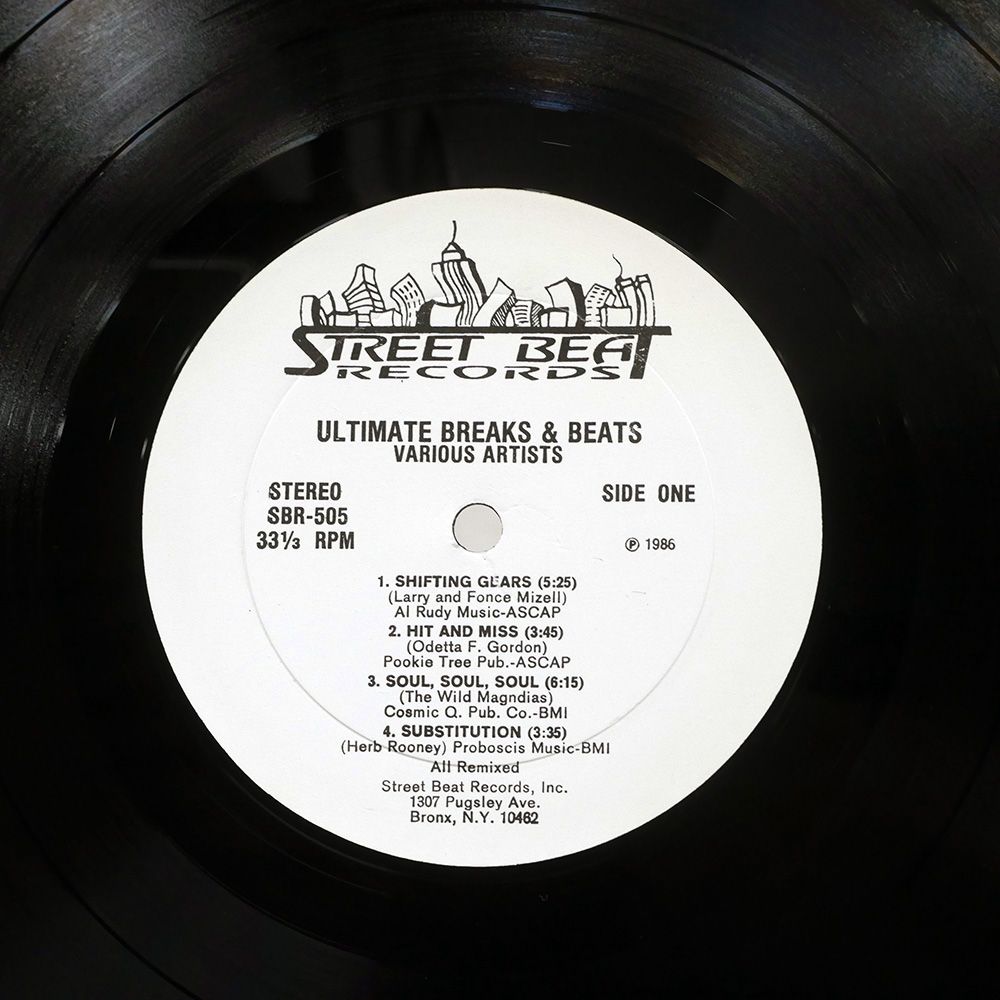 STREET BEAT
RECORDS
ULTIMATE BREAKS & BEATS
VARIOUS ARTISTS
STEREO
SBR-505
33⅓ RPM
SIDE ONE
℗ 1986
1. SHIFTING GEARS (5:25)
(Larry and Fonce Mizell)
Al Rudy Music-ASCAP
2. HIT AND MISS (3:45)
(Odetta F. Gordon)
Pookie Tree Pub.-ASCAP
3. SOUL, SOUL, SOUL (6:15)
(The Wild Magndias)
Cosmic Q. Pub. Co.-BMI
4. SUBSTITUTION (3:35)
(Herb Rooney) Proboscis Music-BMI
All Remixed
Street Beat Records, Inc.
1307 Pugsley Ave.
Bronx, N.Y. 10462